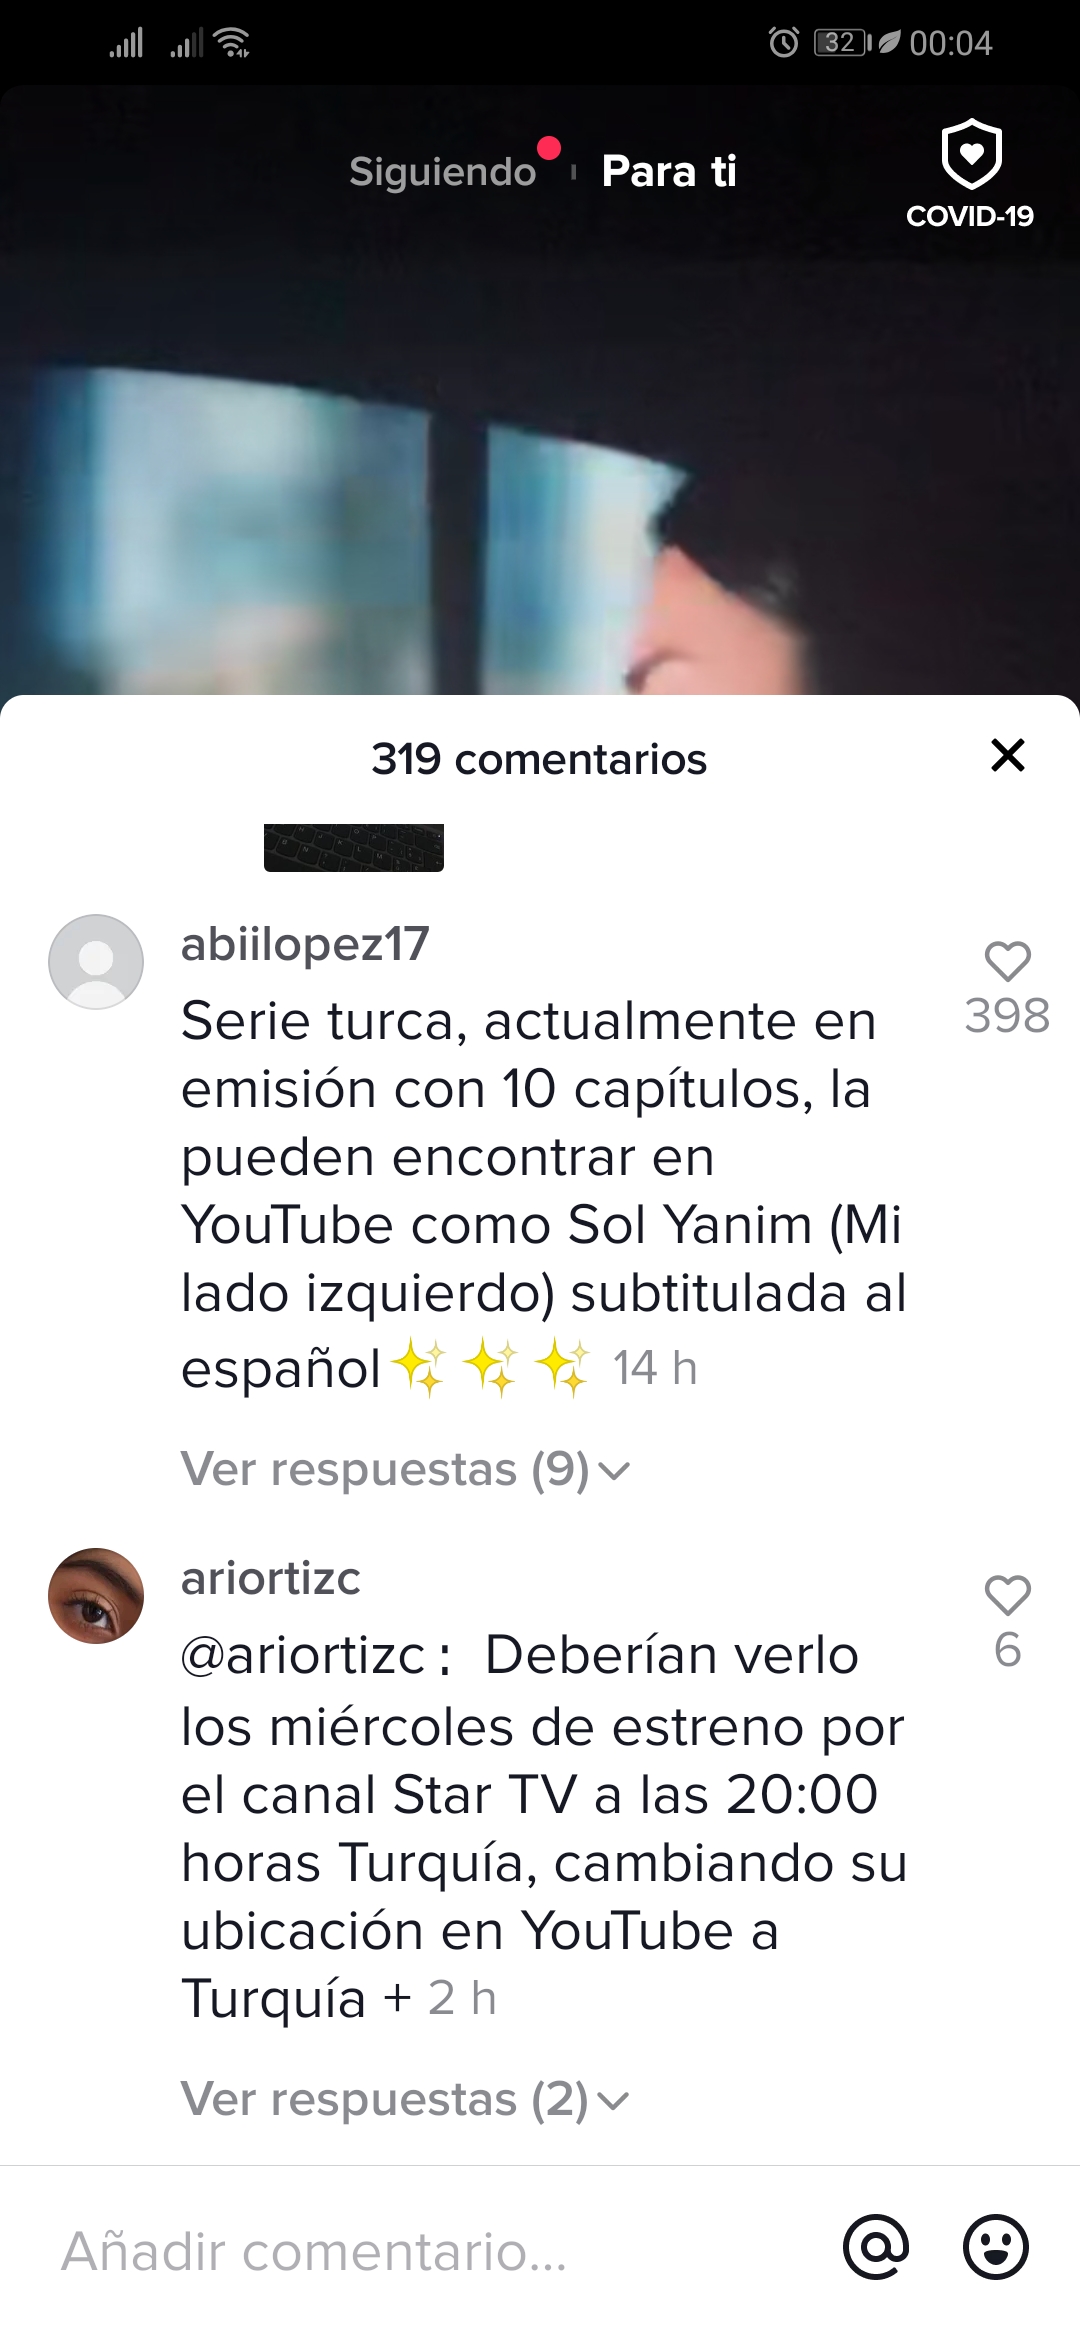 32 00:04
Siguiendo Para ti
COVID-19
319 comentarios
abiilopez17
Serie turca, actualmente en
398
emisión con 10 capítulos, la
pueden encontrar en
YouTube como Sol Yanim (Mi
lado izquierdo) subtitulada al
español✨✨✨ 14 h
Ver respuestas (9)
ariortizc
@ariortizc : Deberían verlo
6
los miércoles de estreno por
el canal Star TV a las 20:00
horas Turquía, cambiando su
ubicación en YouTube a
Turquía + 2 h
Ver respuestas (2)
Añadir comentario...